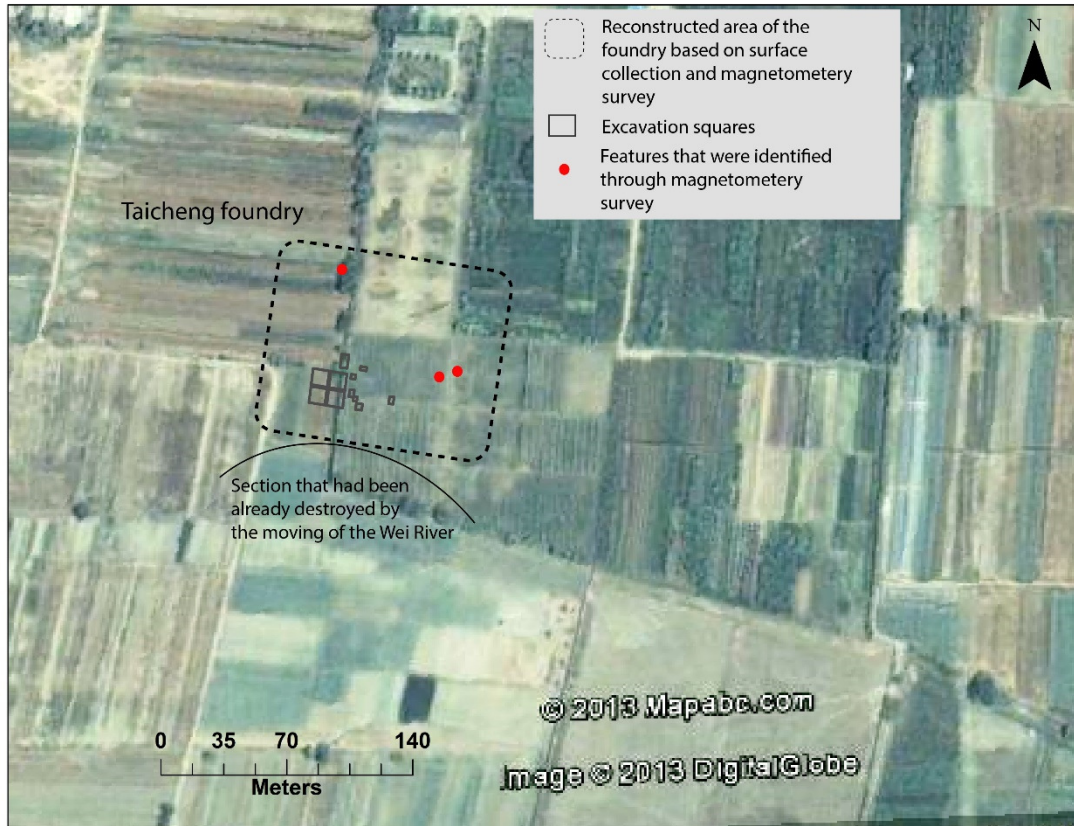 N
Reconstructed area of the
foundry based on surface
collection and magnetometery
survey
Excavation squares
Features that were identified
through magnetometery
survey
Taicheng foundry
Section that had been
already destroyed by
the moving of the Wei River
© 2013 Mapabc.com
Image © 2013 DigitalGlobe
0 35 70 140
Meters